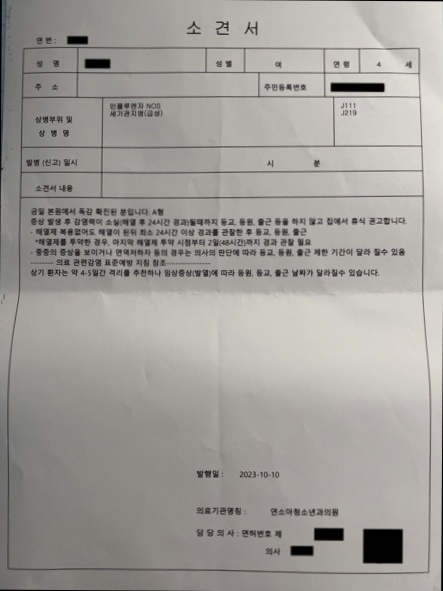 소 견 서
연 번 :
성 명 성 별 여 연 령 4 세
주 소 주민등록번호
상병부위 및
상 병 명
인플루엔자 NOS J111
세기관지염(급성) J219
발병 (신고) 일시 시 분
소견서 내용
금일 본원에서 독감 확진된 분입니다. A형
증상 발생 후 감염력이 소실(해열 후 24시간 경과)될때까지 등교, 등원, 출근 등을 하지 않고 집에서 휴식 권고합니다.
- 해열제 복용없어도 해열이 된뒤 최소 24시간 이상 경과를 관찰한 후 등교, 등원, 출근
*해열제를 투약한 경우, 마지막 해열제 투약 시점부터 2일(48시간)까지 경과 관찰 필요
- 중증의 증상을 보이거나 면역저하자 등의 경우는 의사의 판단에 따라 등교, 등원, 출근 제한 기간이 달라 질수 있음
-------- 의료 관련감염 표준예방 지침 참조----------------
상기 환자는 약 4-5일간 격리를 추천하나 임상증상(발열)에 따라 등원, 등교, 출근 날짜가 달라질수 있습니다.
발행일 : 2023-10-10
의료기관명칭 : 연소아청소년과의원
담 당 의 사 : 면허번호 제
의사